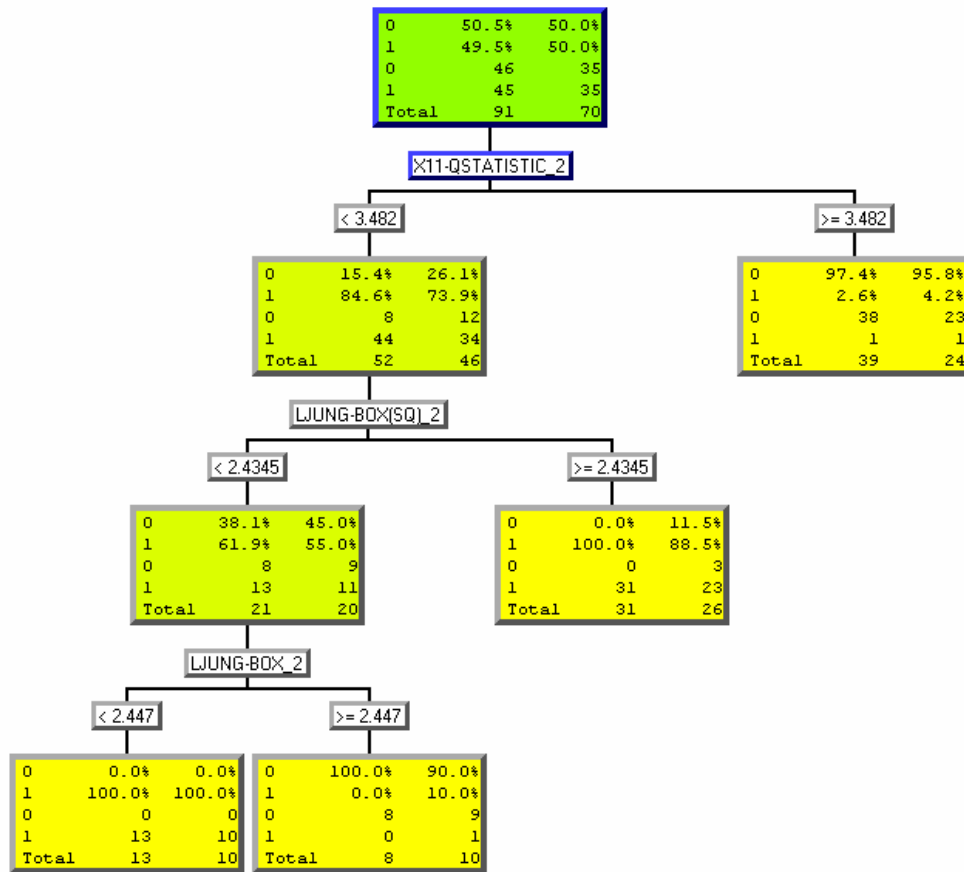 0 50.5% 50.0%
1 49.5% 50.0%
0 46 35
1 45 35
Total 91 70
X11-QSTATISTIC_2
< 3.482
>= 3.482
0 15.4% 26.1%
1 84.6% 73.9%
0 8 12
1 44 34
Total 52 46
0 97.4% 95.8%
1 2.6% 4.2%
0 38 23
1 1 1
Total 39 24
LJUNG-BOX(SQ)_2
< 2.4345
>= 2.4345
0 38.1% 45.0%
1 61.9% 55.0%
0 8 9
1 13 11
Total 21 20
0 0.0% 11.5%
1 100.0% 88.5%
0 0 3
1 31 23
Total 31 26
LJUNG-BOX_2
< 2.447
>= 2.447
0 0.0% 0.0%
1 100.0% 100.0%
0 0 0
1 13 10
Total 13 10
0 100.0% 90.0%
1 0.0% 10.0%
0 8 9
1 0 1
Total 8 10